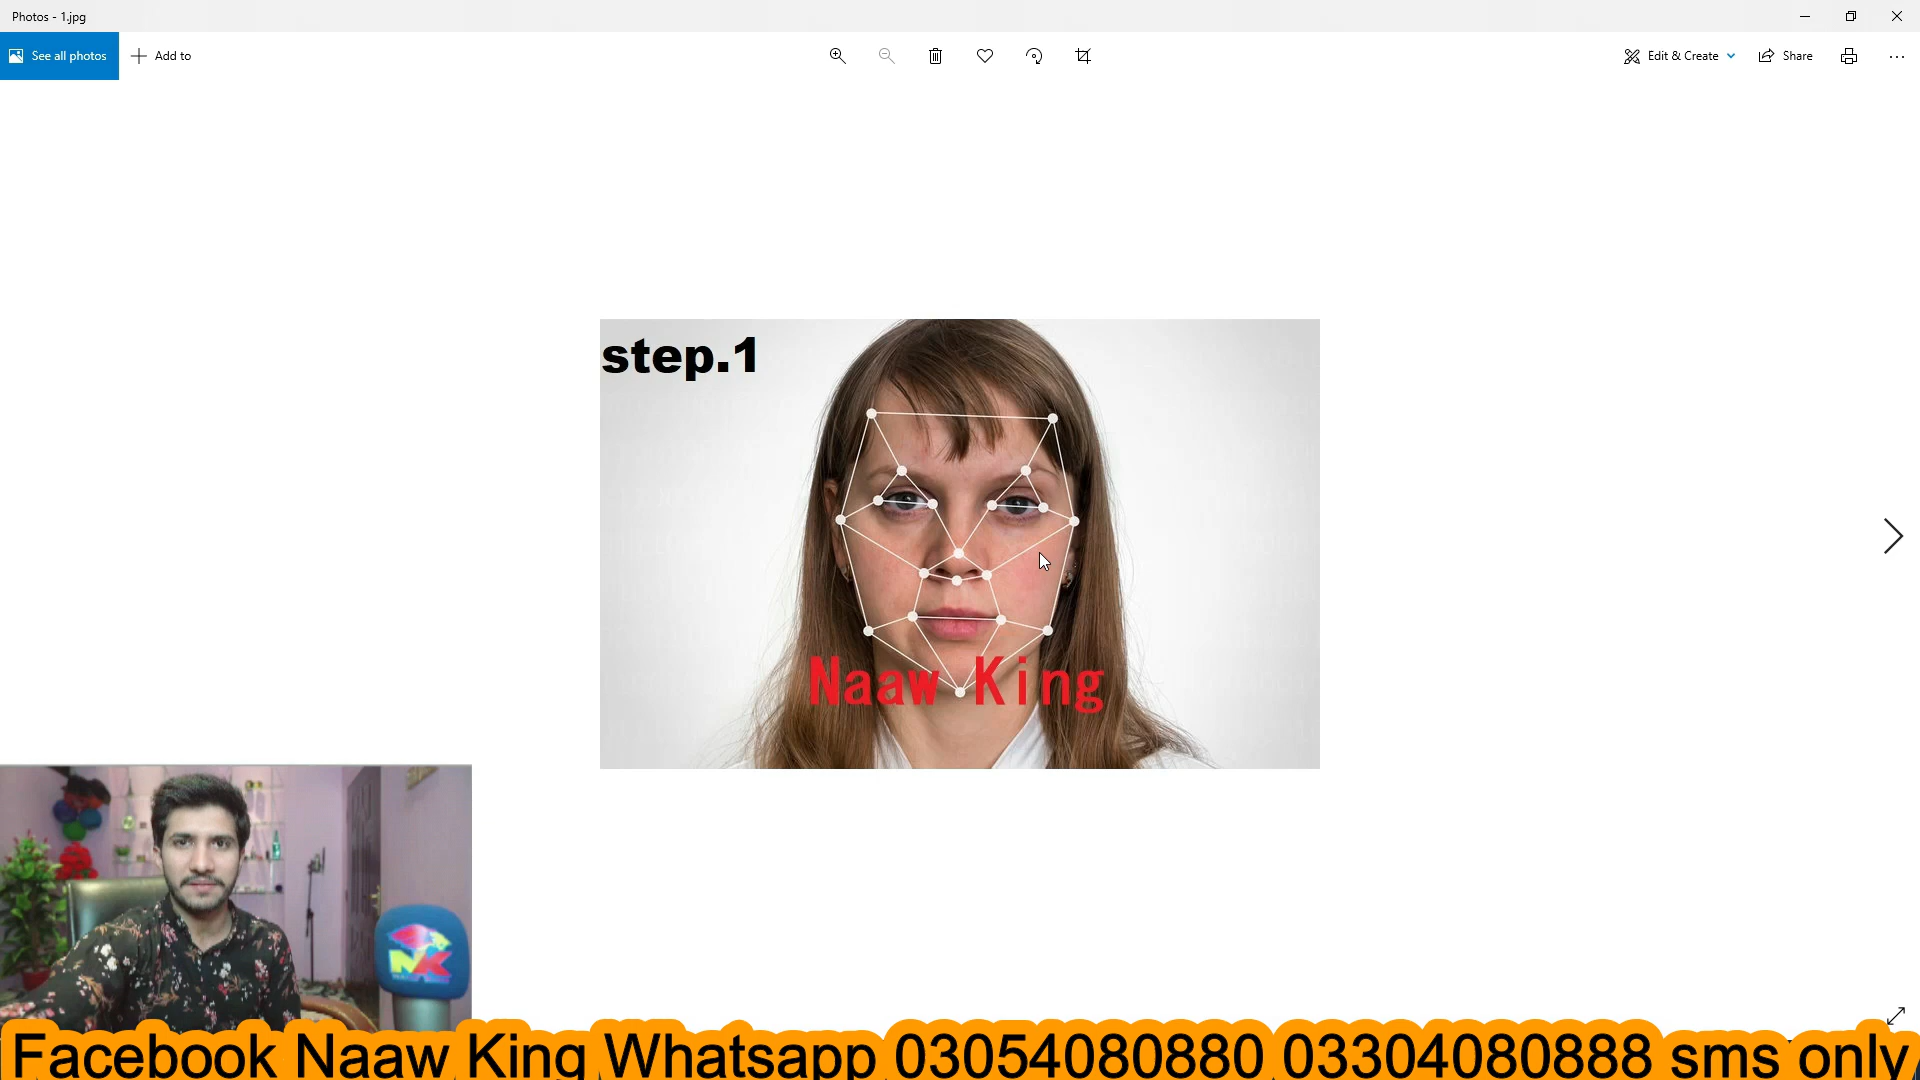 Photos - 1.jpg
See all photos
Add to
Edit & Create
Share
step.1
Naaw King
NK
Facebook Naaw King Whatsapp 03054080880 03304080888 sms only